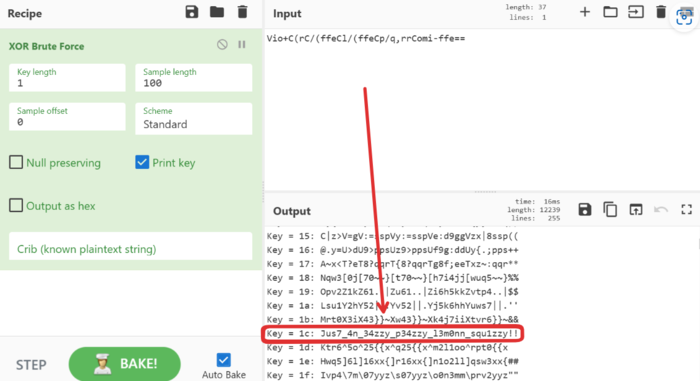 Recipe
Input
length: 37
lines: 1
XOR Brute Force
Key length
1
Sample length
100
Sample offset
0
Scheme
Standard
Null preserving
Print key
Output as hex
Crib (known plaintext string)
STEP
BAKE!
Auto Bake
Vio+C(rC/(ffeCl/(ffeCp/q,rrComi-ffe==
Output
time: 16ms
length: 12239
lines: 255
Key = 15: C|z>V=gV:=sspVy:=sspVe:d9ggVzx|8ssp((
Key = 16: @.y=U>dU9>ppsUz9>ppsUf9g:ddUy{.;pps++
Key = 17: A~x<T?eT8?qqrT{8?qqrTg8f;eeTxz~:qqr**
Key = 18: Nqw3[0j[70~~}[t70~~}[h7i4jj[wuq5~~}%%
Key = 19: Opv2Z1kZ61..|Zu61..|Zi6h5kkZvtp4..|$$
Key = 1a: Lsu1Y2hY52||.Yv52||.Yj5k6hhYuws7||.''
Key = 1b: Mrt0X3iX43}}~Xw43}}~Xk4j7iiXtvr6}}~&&
Key = 1c: Jus7_4n_34zzy_p34zzy_l3m0nn_squ1zzy!!
Key = 1d: Ktr6^5o^25{{x^q25{{x^m2l1oo^rpt0{{x
Key = 1e: Hwq5]6l]16xx{]r16xx{]n1o2ll]qsw3xx{##
Key = 1f: Ivp4\7m\07yyz\s07yyz\o0n3mm\prv2yyz""